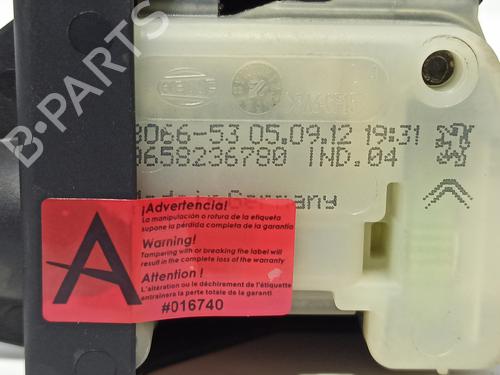 HELLA
8066-53 05.09.12 19:31
9658236780 IND.04
Made in Germany
A
¡Advertencia!
La manipulación o rotura de la etiqueta
supone la pérdida completa de la garantía
Warning!
Tampering with or breaking the label will
result in the complete loss of the warranty
Attention !
L'altération ou le déchirement de l'étiquette
entraînera la perte totale de la garanti
#016740
B-PARTS